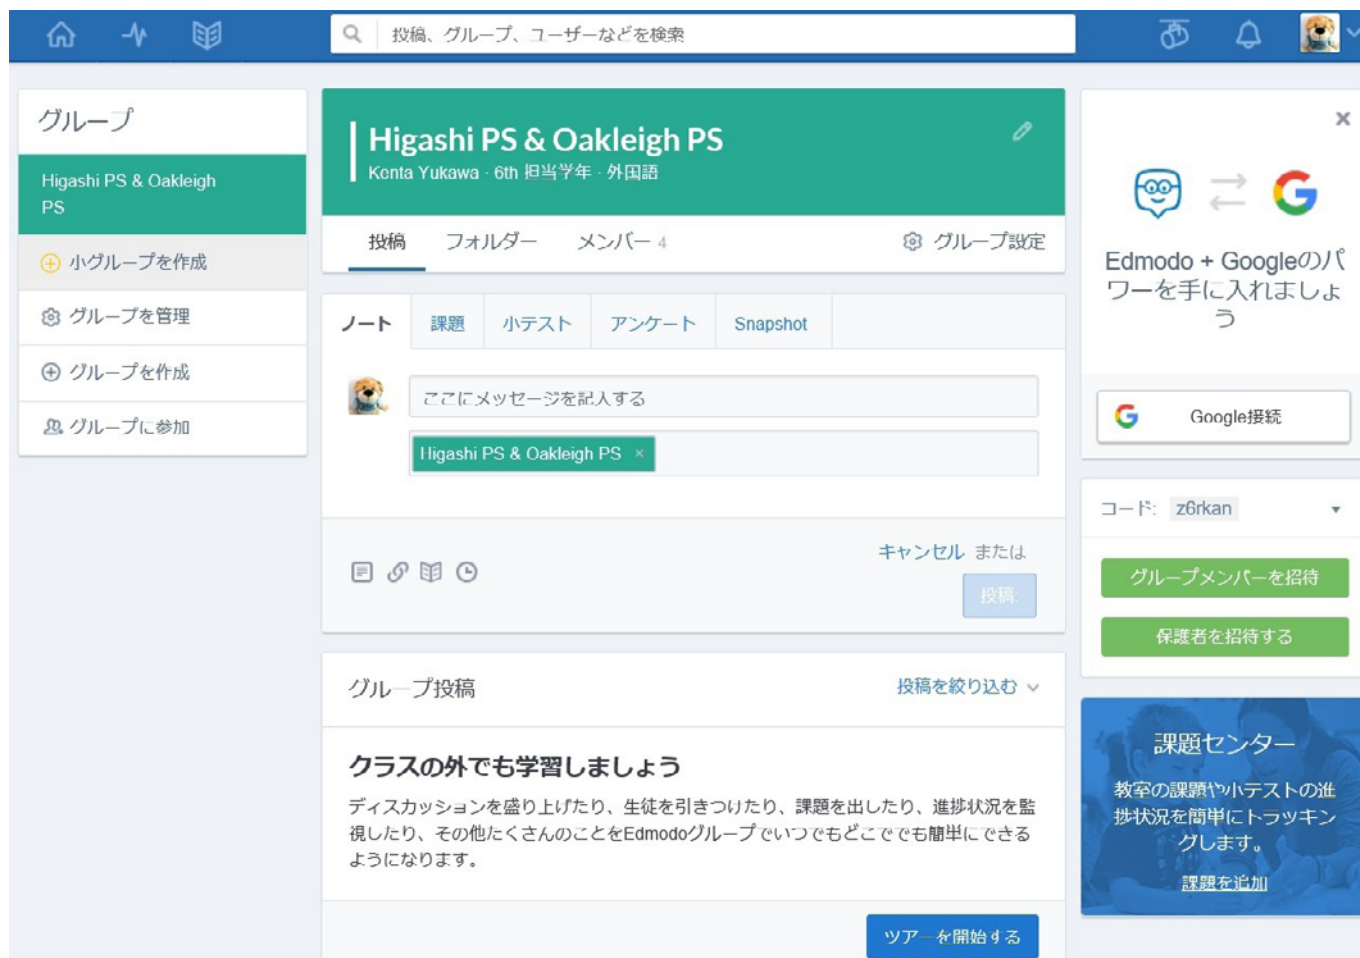 投稿、グループ、ユーザーなどを検索
グループ
Higashi PS & Oakleigh
PS
小グループを作成
グループを管理
グループを作成
グループに参加
Higashi PS & Oakleigh PS
Kenta Yukawa · 6th 担当学年 · 外国語
投稿 フォルダー メンバー 4 グループ設定
ノート 課題 小テスト アンケート Snapshot
ここにメッセージを記入する
Higashi PS & Oakleigh PS ×
キャンセル または
投稿
グループ投稿 投稿を絞り込む
クラスの外でも学習しましょう
ディスカッションを盛り上げたり、生徒を引きつけたり、課題を出したり、進捗状況を監
視したり、その他たくさんのことをEdmodoグループでいつでもどこででも簡単にできる
ようになります。
ツアーを開始する
×
Edmodo + Googleのパ
ワーを手に入れましょ
う
Google接続
コード: z6rkan
グループメンバーを招待
保護者を招待する
課題センター
教室の課題や小テストの進
捗状況を簡単にトラッキン
グします。
課題を追加